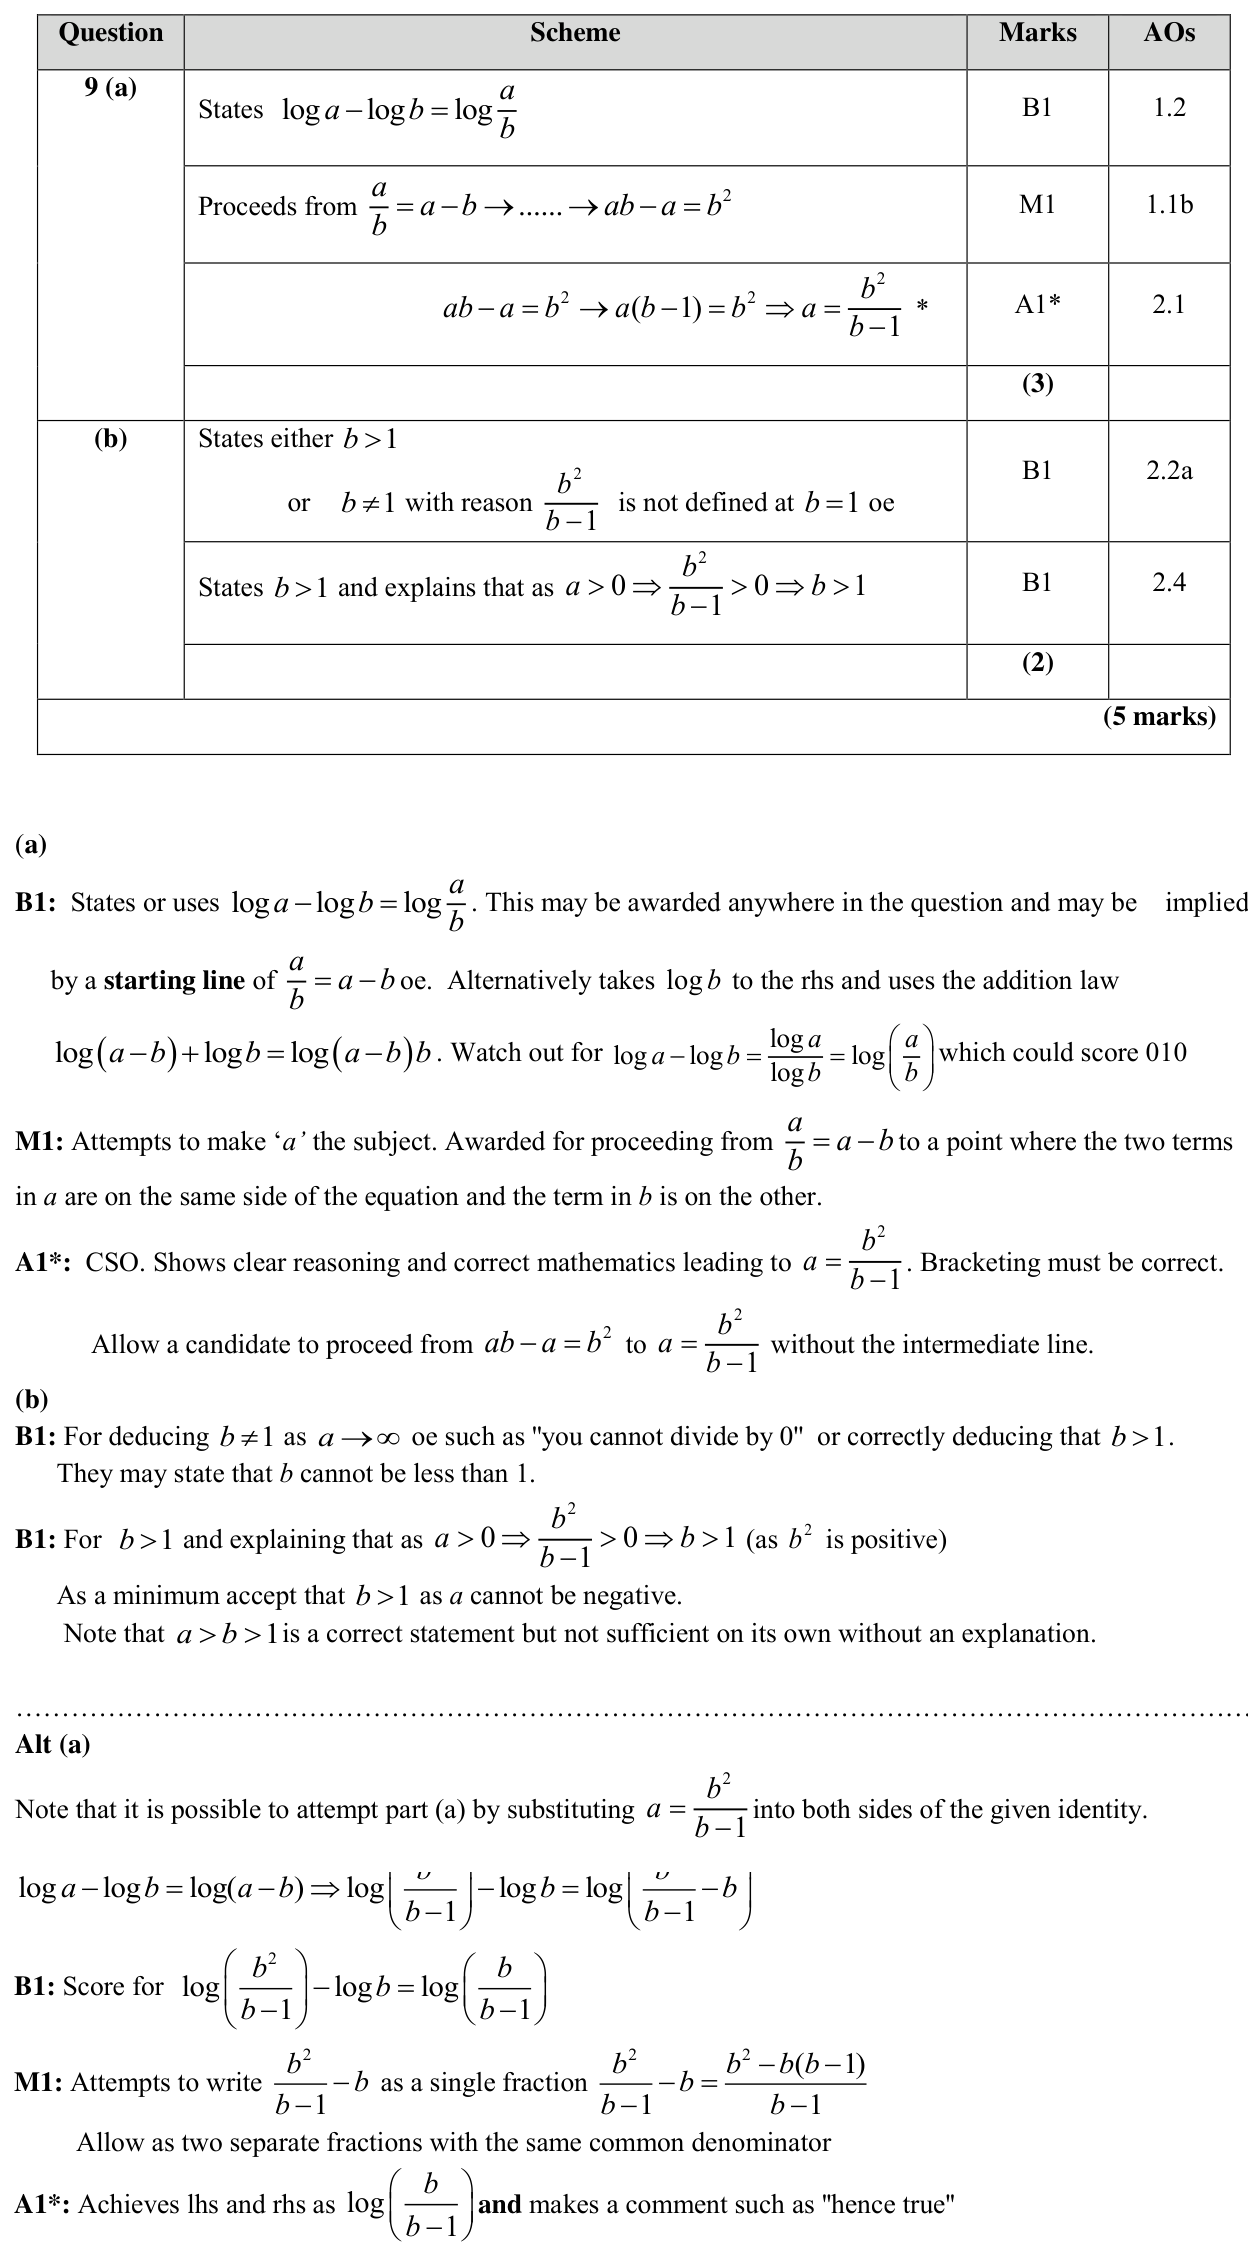 Question Scheme Marks AOs
9 (a) States log a − log b = log a/b B1 1.2
Proceeds from a/b = a − b → ...... → ab − a = b² M1 1.1b
ab − a = b² → a(b − 1) = b² ⇒ a = b²/(b − 1) * A1* 2.1
(3)
(b) States either b > 1
or b ≠ 1 with reason b²/(b − 1) is not defined at b = 1 oe B1 2.2a
States b > 1 and explains that as a > 0 ⇒ b²/(b − 1) > 0 ⇒ b > 1 B1 2.4
(2)
(5 marks)
(a)
B1: States or uses log a − log b = log a/b. This may be awarded anywhere in the question and may be implied
by a starting line of a/b = a − b oe. Alternatively takes log b to the rhs and uses the addition law
log(a − b) + log b = log(a − b)b. Watch out for log a − log b = log a/log b = log(a/b) which could score 010
M1: Attempts to make ‘a’ the subject. Awarded for proceeding from a/b = a − b to a point where the two terms
in a are on the same side of the equation and the term in b is on the other.
A1*: CSO. Shows clear reasoning and correct mathematics leading to a = b²/(b − 1). Bracketing must be correct.
Allow a candidate to proceed from ab − a = b² to a = b²/(b − 1) without the intermediate line.
(b)
B1: For deducing b ≠ 1 as a → ∞ oe such as "you cannot divide by 0" or correctly deducing that b > 1.
They may state that b cannot be less than 1.
B1: For b > 1 and explaining that as a > 0 ⇒ b²/(b − 1) > 0 ⇒ b > 1 (as b² is positive)
As a minimum accept that b > 1 as a cannot be negative.
Note that a > b > 1 is a correct statement but not sufficient on its own without an explanation.
……………………………………………………………………………………………………………………
Alt (a)
Note that it is possible to attempt part (a) by substituting a = b²/(b − 1) into both sides of the given identity.
log a − log b = log(a − b) ⇒ log( /(b − 1)) − log b = log( /(b − 1) − b)
B1: Score for log(b²/(b − 1)) − log b = log(b/(b − 1))
M1: Attempts to write b²/(b − 1) − b as a single fraction b²/(b − 1) − b = (b² − b(b − 1))/(b − 1)
Allow as two separate fractions with the same common denominator
A1*: Achieves lhs and rhs as log(b/(b − 1)) and makes a comment such as "hence true"